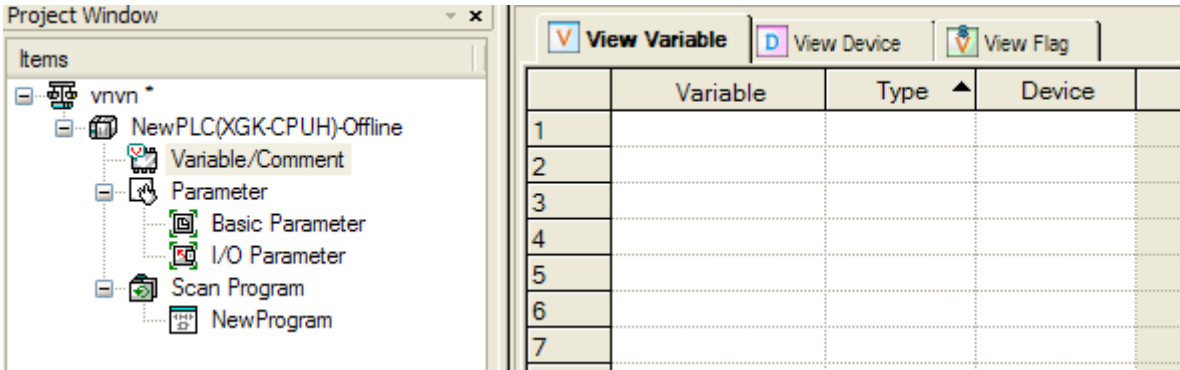 Project Window
Items
vnvn *
NewPLC(XGK-CPUH)-Offline
Variable/Comment
Parameter
Basic Parameter
I/O Parameter
Scan Program
NewProgram
V View Variable D View Device V View Flag
Variable Type Device
1
2
3
4
5
6
7